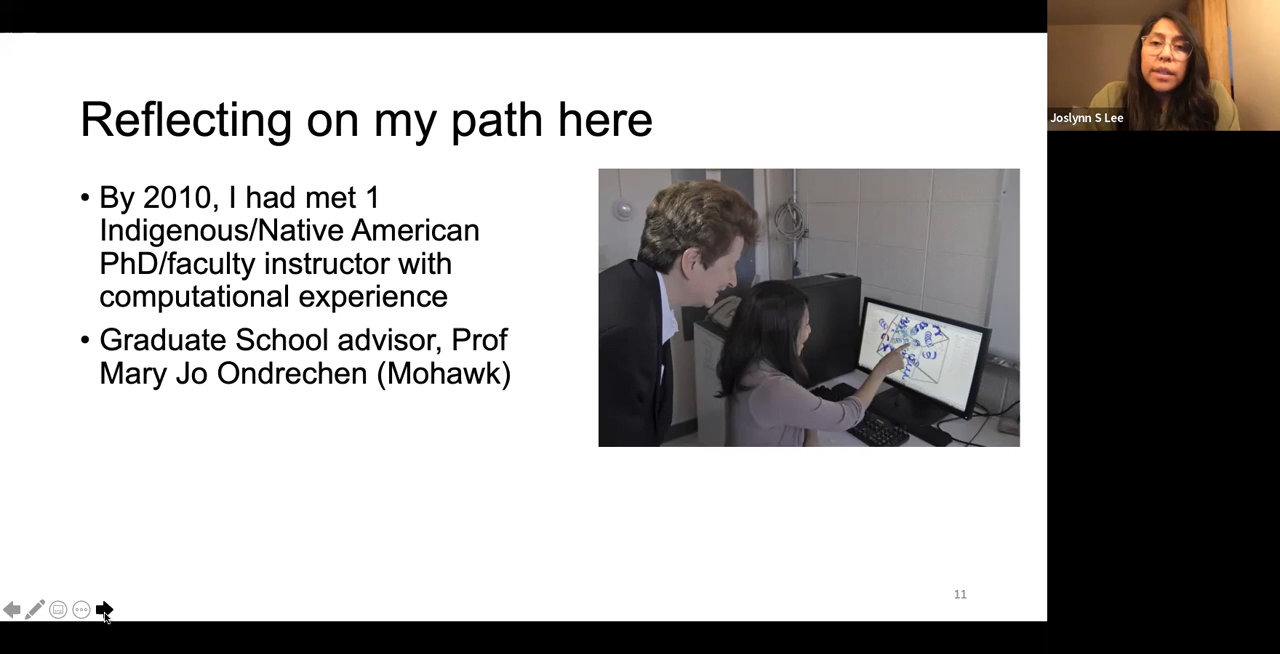 Reflecting on my path here
• By 2010, I had met 1
Indigenous/Native American
PhD/faculty instructor with
computational experience
• Graduate School advisor, Prof
Mary Jo Ondrechen (Mohawk)
11
Joslynn S Lee